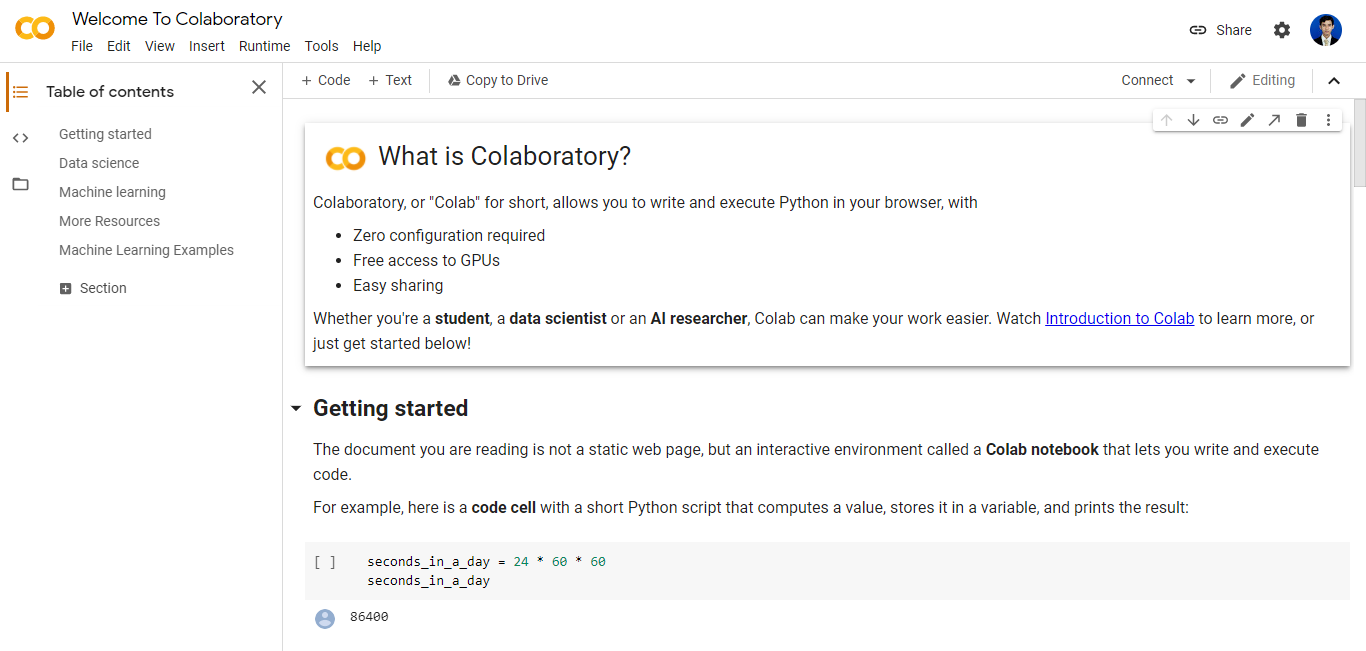 Welcome To Colaboratory
File Edit View Insert Runtime Tools Help
Share
Table of contents
Getting started
Data science
Machine learning
More Resources
Machine Learning Examples
Section
+ Code + Text Copy to Drive
Connect Editing
What is Colaboratory?
Colaboratory, or "Colab" for short, allows you to write and execute Python in your browser, with
• Zero configuration required
• Free access to GPUs
• Easy sharing
Whether you're a student, a data scientist or an AI researcher, Colab can make your work easier. Watch Introduction to Colab to learn more, or
just get started below!
Getting started
The document you are reading is not a static web page, but an interactive environment called a Colab notebook that lets you write and execute
code.
For example, here is a code cell with a short Python script that computes a value, stores it in a variable, and prints the result:
[ ] seconds_in_a_day = 24 * 60 * 60
seconds_in_a_day
86400